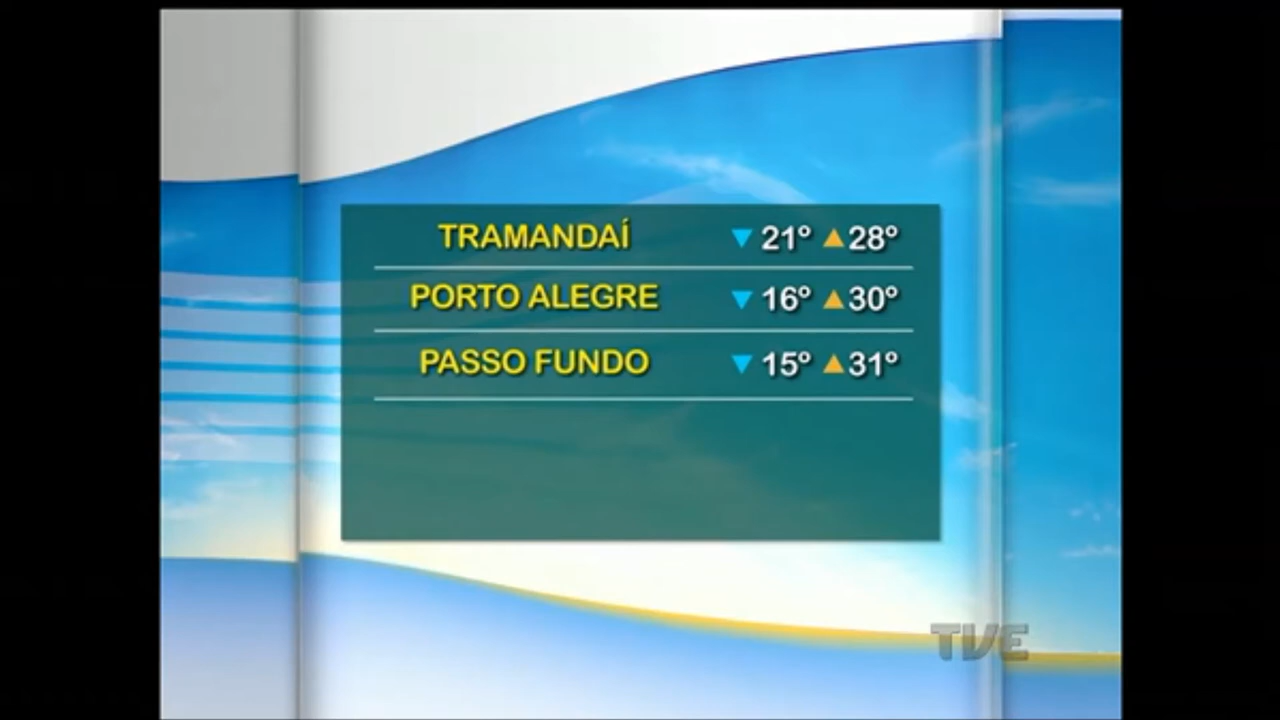 TRAMANDAÍ ▼ 21º ▲ 28º
PORTO ALEGRE ▼ 16º ▲ 30º
PASSO FUNDO ▼ 15º ▲ 31º
TVE